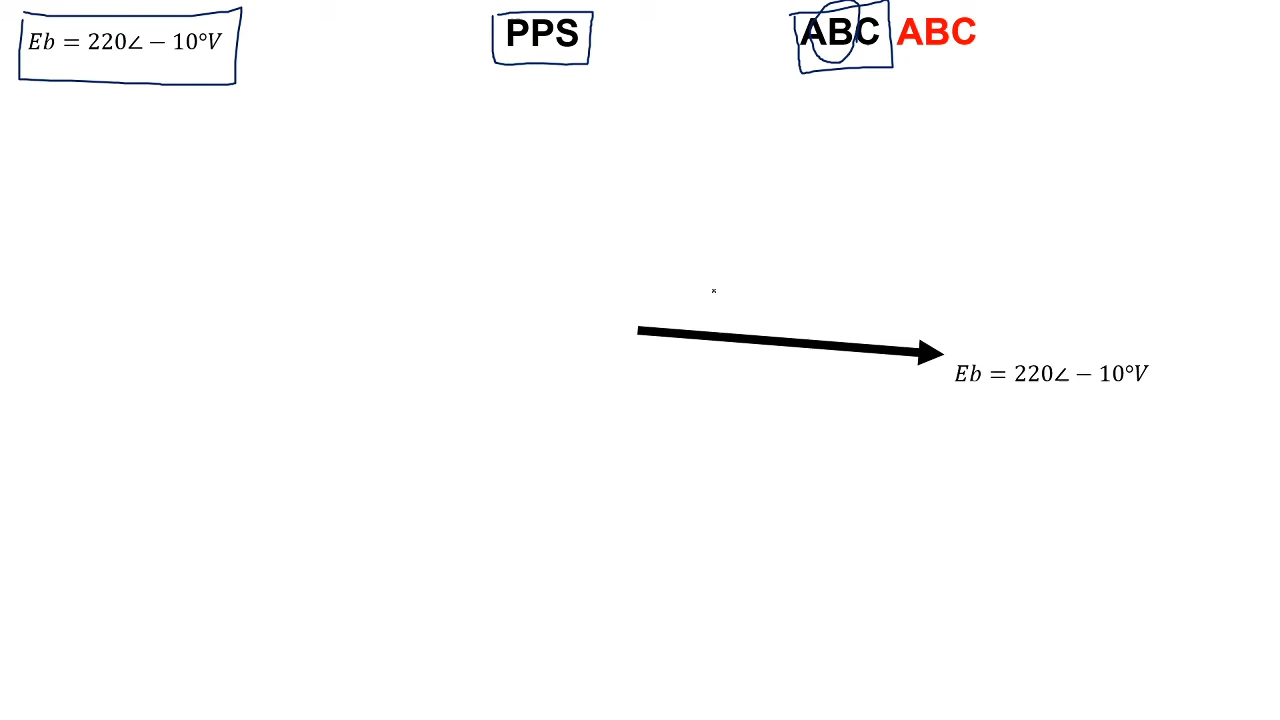 Eb = 220∠ − 10°V
PPS
ABC ABC
Eb = 220∠ − 10°V